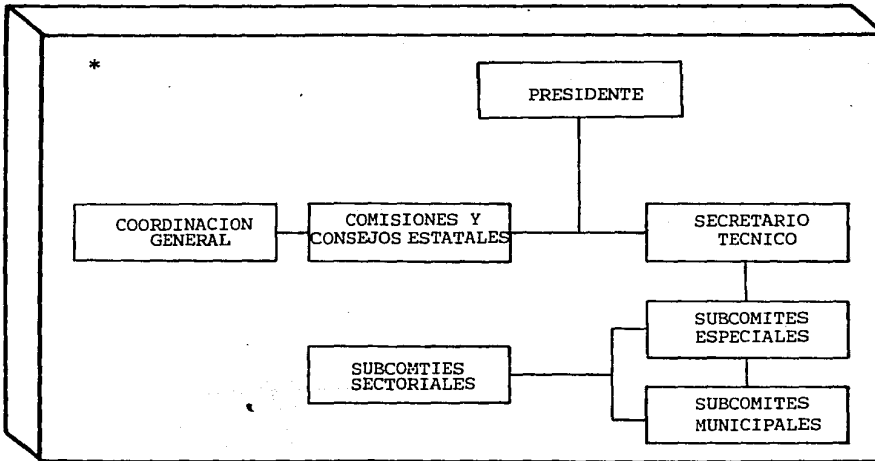 *
PRESIDENTE
COORDINACION
GENERAL
COMISIONES Y
CONSEJOS ESTATALES
SECRETARIO
TECNICO
SUBCOMITES
ESPECIALES
SUBCOMTIES
SECTORIALES
SUBCOMITES
MUNICIPALES